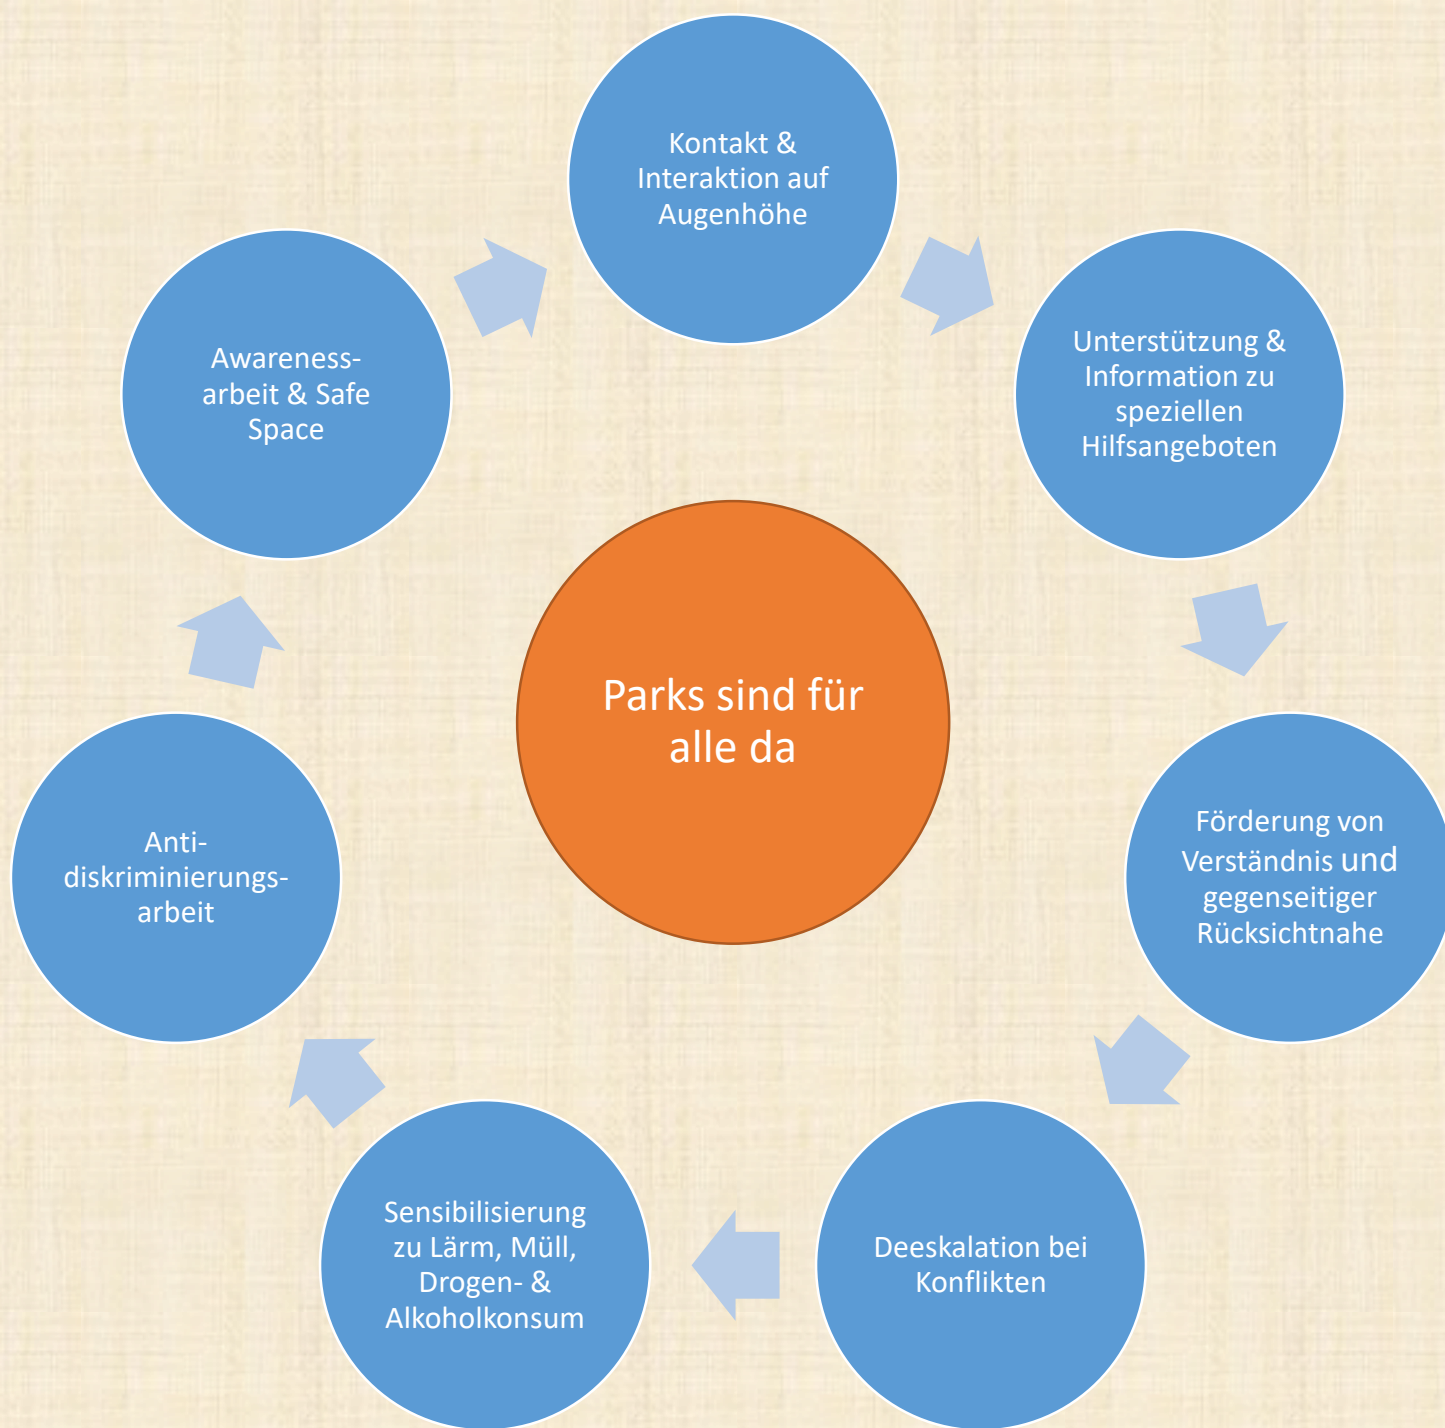 Kontakt &
Interaktion auf
Augenhöhe
Unterstützung &
Information zu
speziellen
Hilfsangeboten
Förderung von
Verständnis und
gegenseitiger
Rücksichtnahe
Deeskalation bei
Konflikten
Sensibilisierung
zu Lärm, Müll,
Drogen- &
Alkoholkonsum
Anti-
diskriminierungs-
arbeit
Awareness-
arbeit & Safe
Space
Parks sind für
alle da